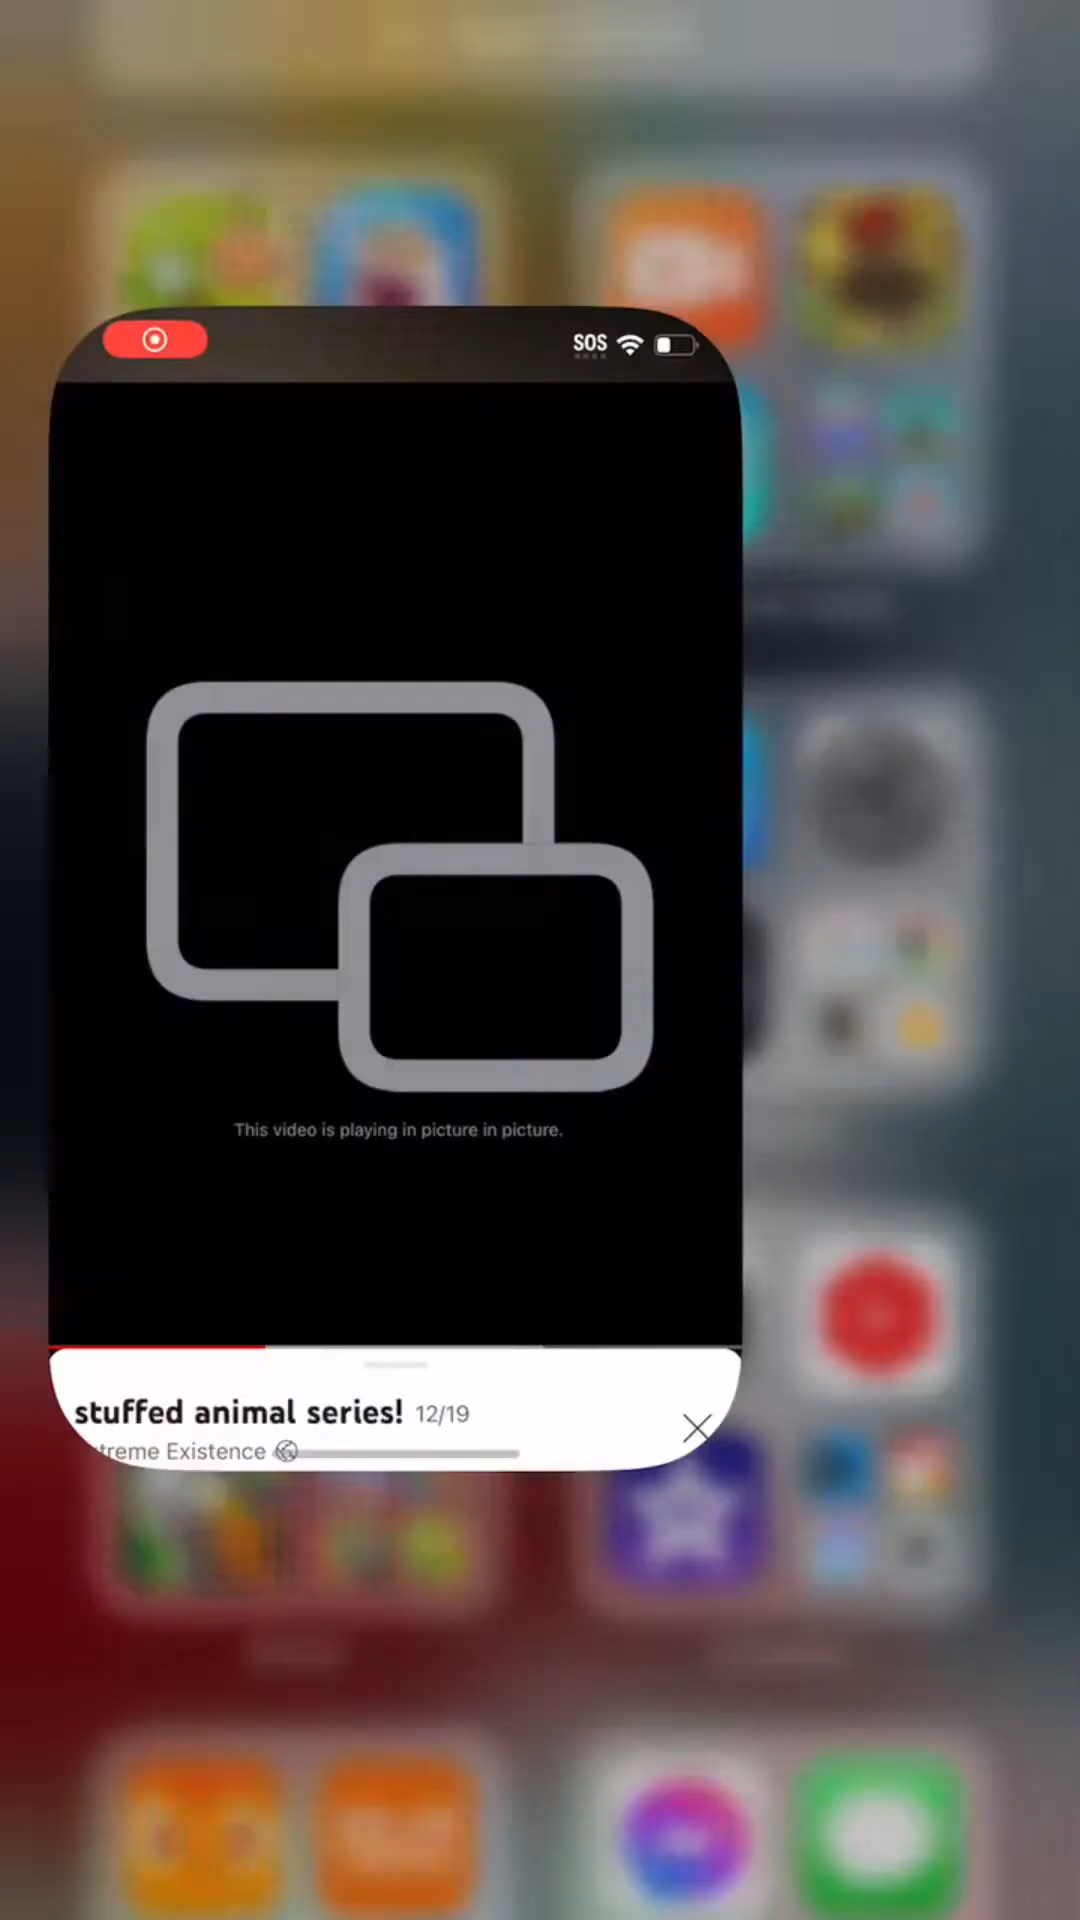 SOS
This video is playing in picture in picture.
stuffed animal series! 12/19
treme Existence